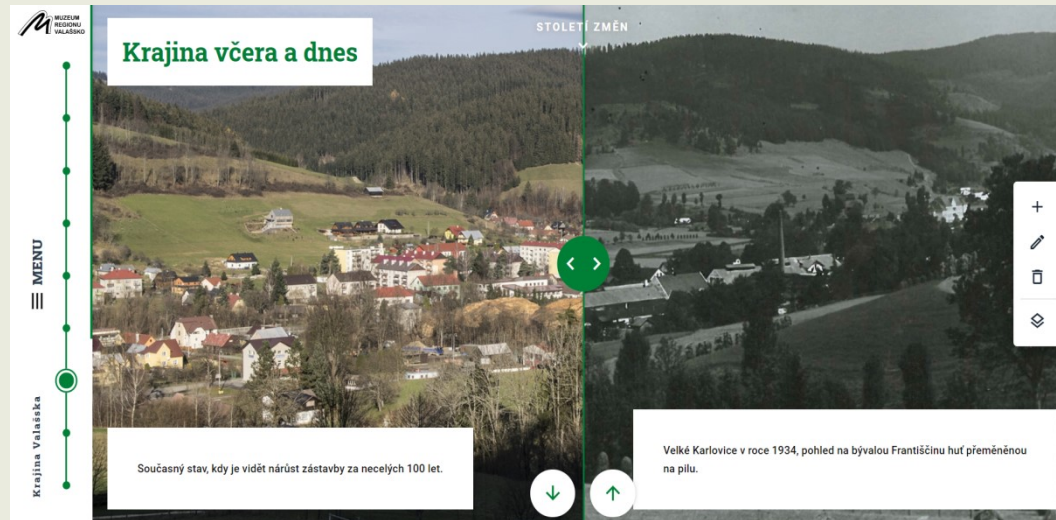 MUZEUM
REGIONU
VALAŠSKO
Krajina včera a dnes
STOLETÍ ZMĚN
MENU
Krajina Valašska
Současný stav, kdy je vidět nárůst zástavby za necelých 100 let.
Velké Karlovice v roce 1934, pohled na bývalou Františčinu huť přeměněnou
na pilu.